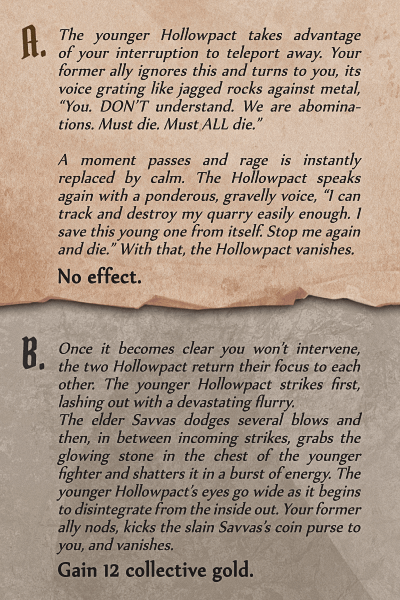 A. The younger Hollowpact takes advantage
of your interruption to teleport away. Your
former ally ignores this and turns to you, its
voice grating like jagged rocks against metal,
“You. DON’T understand. We are abomina-
tions. Must die. Must ALL die.”
A moment passes and rage is instantly
replaced by calm. The Hollowpact speaks
again with a ponderous, gravelly voice, “I can
track and destroy my quarry easily enough. I
save this young one from itself. Stop me again
and die.” With that, the Hollowpact vanishes.
No effect.
B. Once it becomes clear you won’t intervene,
the two Hollowpact return their focus to each
other. The younger Hollowpact strikes first,
lashing out with a devastating flurry.
The elder Savvas dodges several blows and
then, in between incoming strikes, grabs the
glowing stone in the chest of the younger
fighter and shatters it in a burst of energy. The
younger Hollowpact’s eyes go wide as it begins
to disintegrate from the inside out. Your former
ally nods, kicks the slain Savvas’s coin purse to
you, and vanishes.
Gain 12 collective gold.